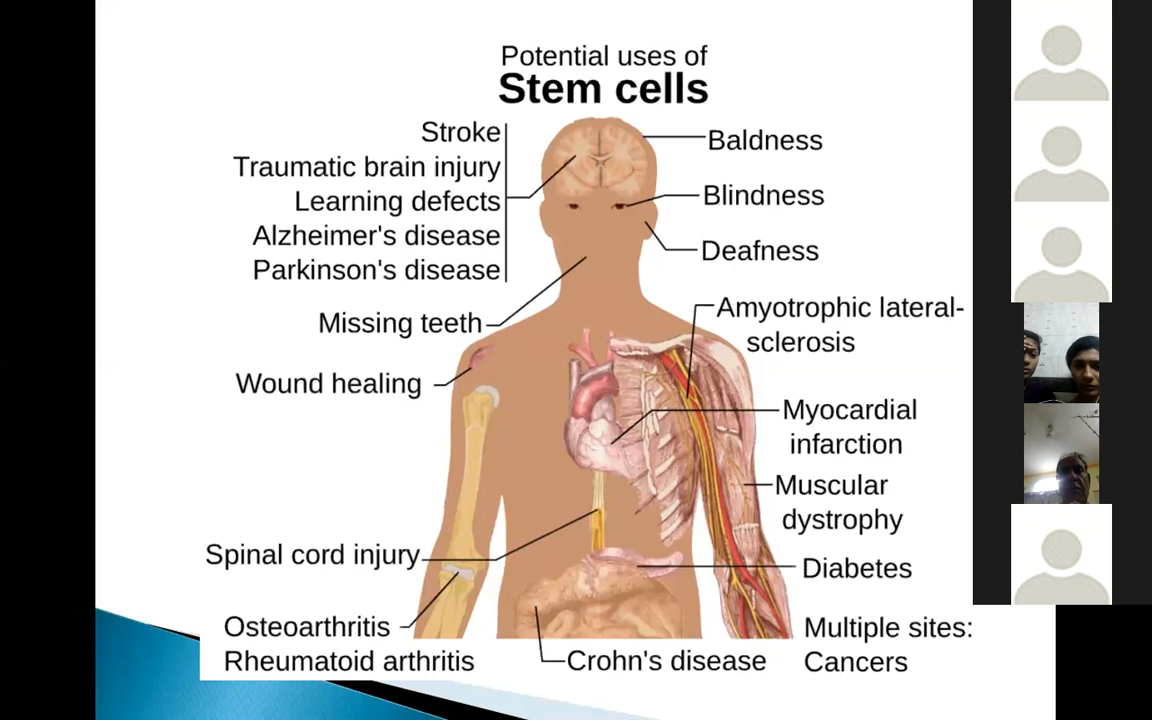 Potential uses of
Stem cells
Stroke
Traumatic brain injury
Learning defects
Alzheimer's disease
Parkinson's disease
Missing teeth
Wound healing
Spinal cord injury
Osteoarthritis
Rheumatoid arthritis
Baldness
Blindness
Deafness
Amyotrophic lateral-
sclerosis
Myocardial
infarction
Muscular
dystrophy
Diabetes
Crohn's disease
Multiple sites:
Cancers